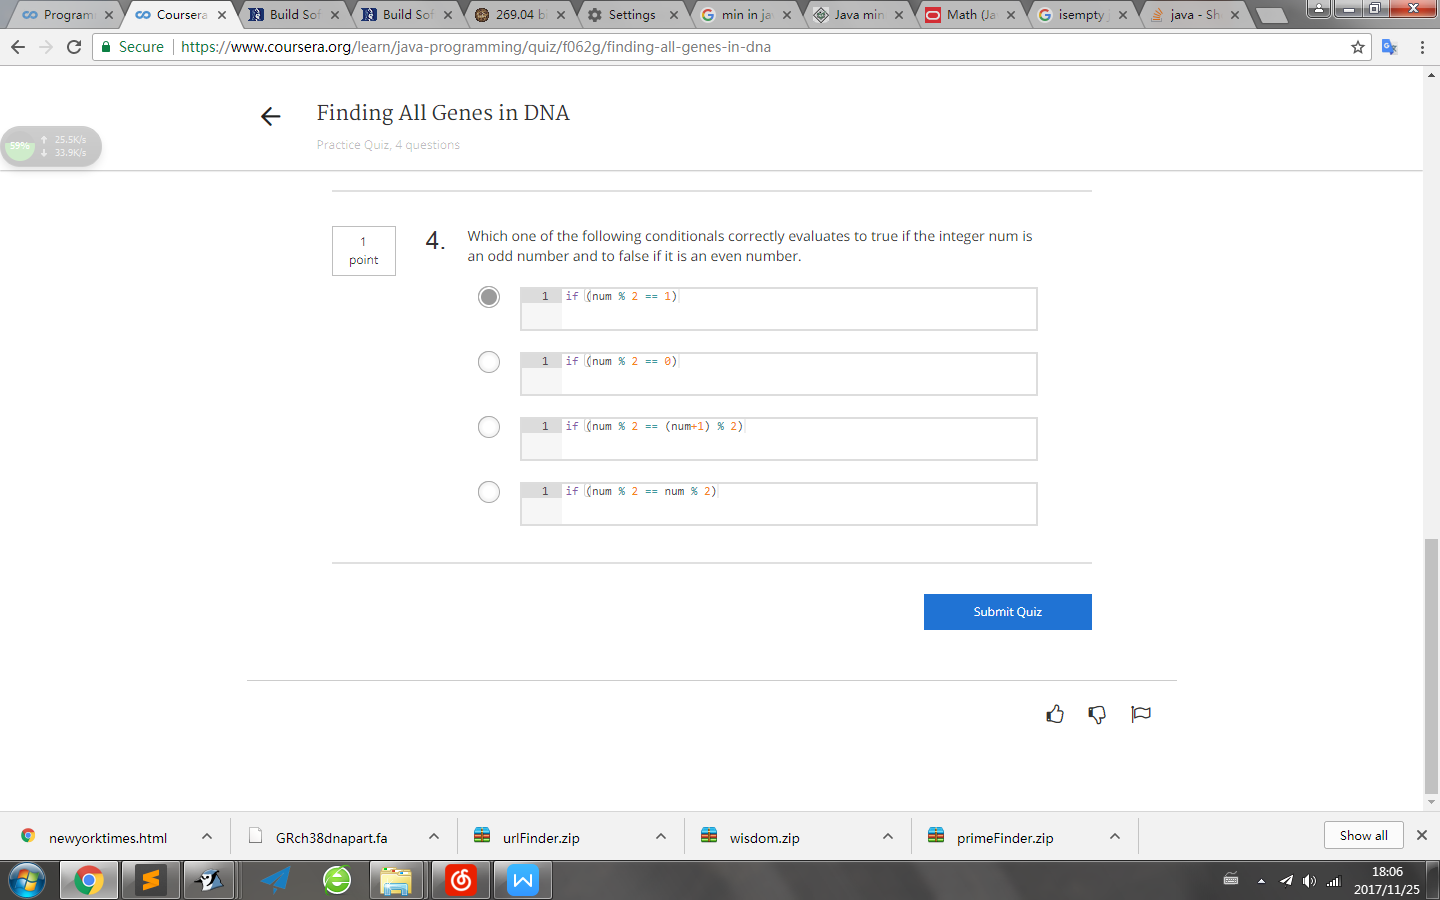 Program
Coursera
Build Sof
Build Sof
269.04 b
Settings
min in ja
Java min
Math (Ja
isempty
java - Sh
Secure
https://www.coursera.org/learn/java-programming/quiz/f062g/finding-all-genes-in-dna
Finding All Genes in DNA
Practice Quiz, 4 questions
59%
25.5K/s
33.9K/s
1
point
4.
Which one of the following conditionals correctly evaluates to true if the integer num is
an odd number and to false if it is an even number.
1 if (num % 2 == 1)
1 if (num % 2 == 0)
1 if (num % 2 == (num+1) % 2)
1 if (num % 2 == num % 2)
Submit Quiz
newyorktimes.html
GRch38dnapart.fa
urlFinder.zip
wisdom.zip
primeFinder.zip
Show all
18:06
2017/11/25